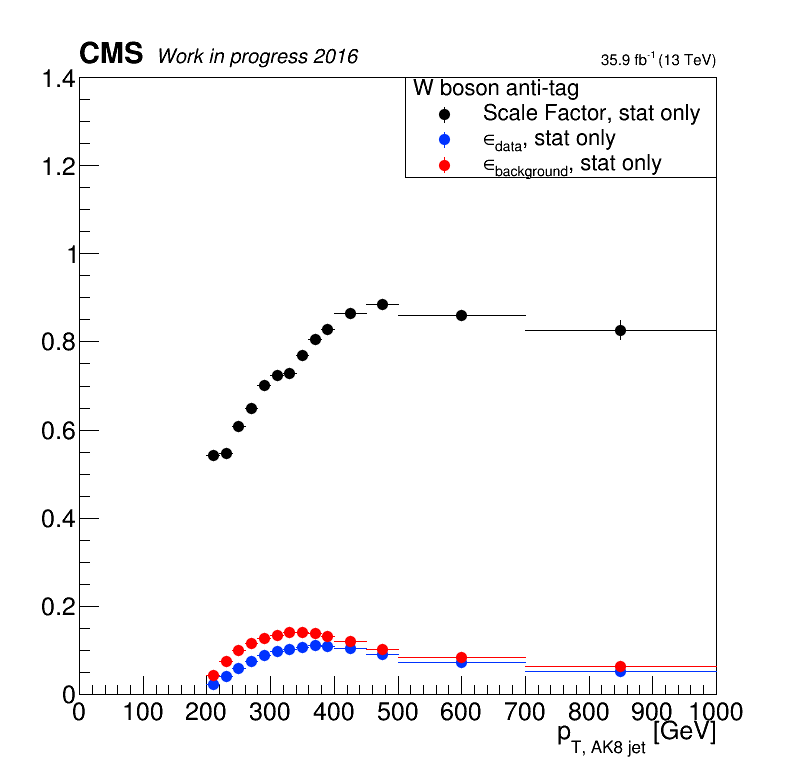 CMS Work in progress 2016 35.9 fb⁻¹ (13 TeV)
W boson anti-tag
Scale Factor, stat only
ϵdata, stat only
ϵbackground, stat only
1.4
1.2
1
0.8
0.6
0.4
0.2
0
0 100 200 300 400 500 600 700 800 900 1000
pT, AK8 jet [GeV]